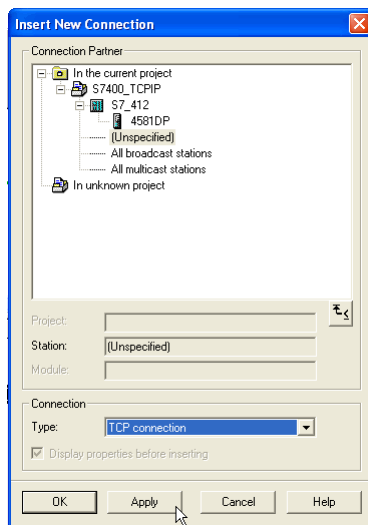 Insert New Connection
Connection Partner
In the current project
S7400_TCPIP
S7_412
4581DP
(Unspecified)
All broadcast stations
All multicast stations
In unknown project
Project:
Station: (Unspecified)
Module:
Connection
Type: TCP connection
Display properties before inserting
OK Apply Cancel Help